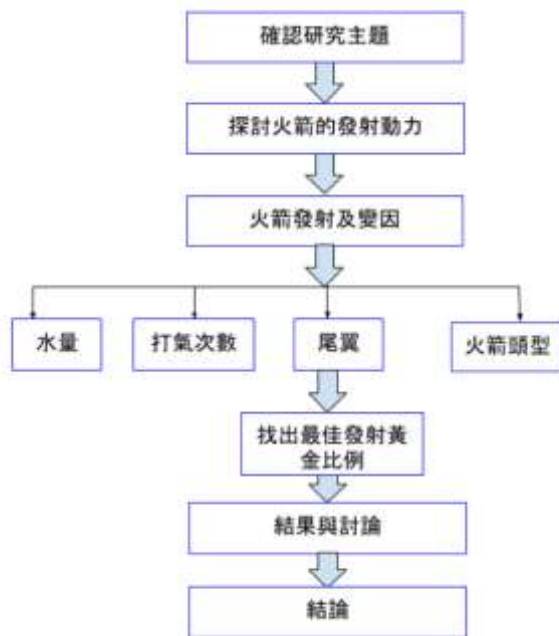 確認研究主題
探討火箭的發射動力
火箭發射及變因
水量
打氣次數
尾翼
火箭頭型
找出最佳發射黃
金比例
結果與討論
結論